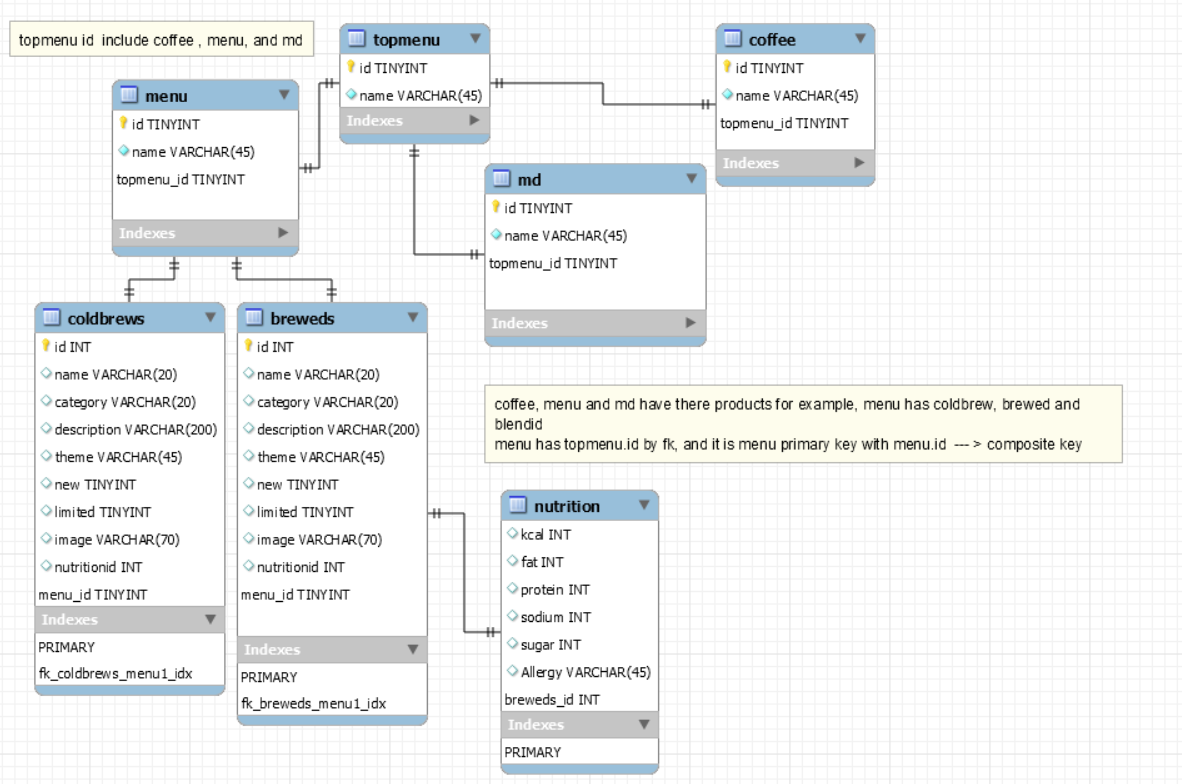 topmenu id include coffee , menu, and md
topmenu
id TINYINT
name VARCHAR(45)
Indexes
coffee
id TINYINT
name VARCHAR(45)
topmenu_id TINYINT
Indexes
menu
id TINYINT
name VARCHAR(45)
topmenu_id TINYINT
Indexes
md
id TINYINT
name VARCHAR(45)
topmenu_id TINYINT
Indexes
coldbrews
id INT
name VARCHAR(20)
category VARCHAR(20)
description VARCHAR(200)
theme VARCHAR(45)
new TINYINT
limited TINYINT
image VARCHAR(70)
nutritionid INT
menu_id TINYINT
Indexes
PRIMARY
fk_coldbrews_menu1_idx
breweds
id INT
name VARCHAR(20)
category VARCHAR(20)
description VARCHAR(200)
theme VARCHAR(45)
new TINYINT
limited TINYINT
image VARCHAR(70)
nutritionid INT
menu_id TINYINT
Indexes
PRIMARY
fk_breweds_menu1_idx
coffee, menu and md have there products for example, menu has coldbrew, brewed and
blendid
menu has topmenu.id by fk, and it is menu primary key with menu.id --- > composite key
nutrition
kcal INT
fat INT
protein INT
sodium INT
sugar INT
Allergy VARCHAR(45)
breweds_id INT
Indexes
PRIMARY